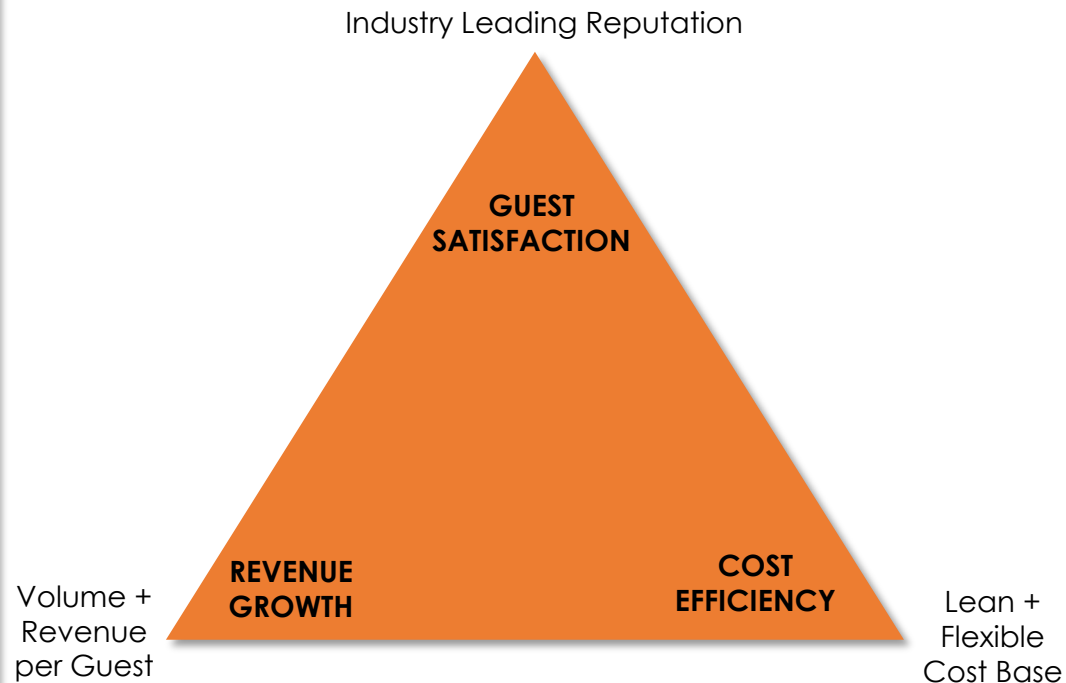 Industry Leading Reputation
GUEST
SATISFACTION
REVENUE
GROWTH
COST
EFFICIENCY
Volume +
Revenue
per Guest
Lean +
Flexible
Cost Base